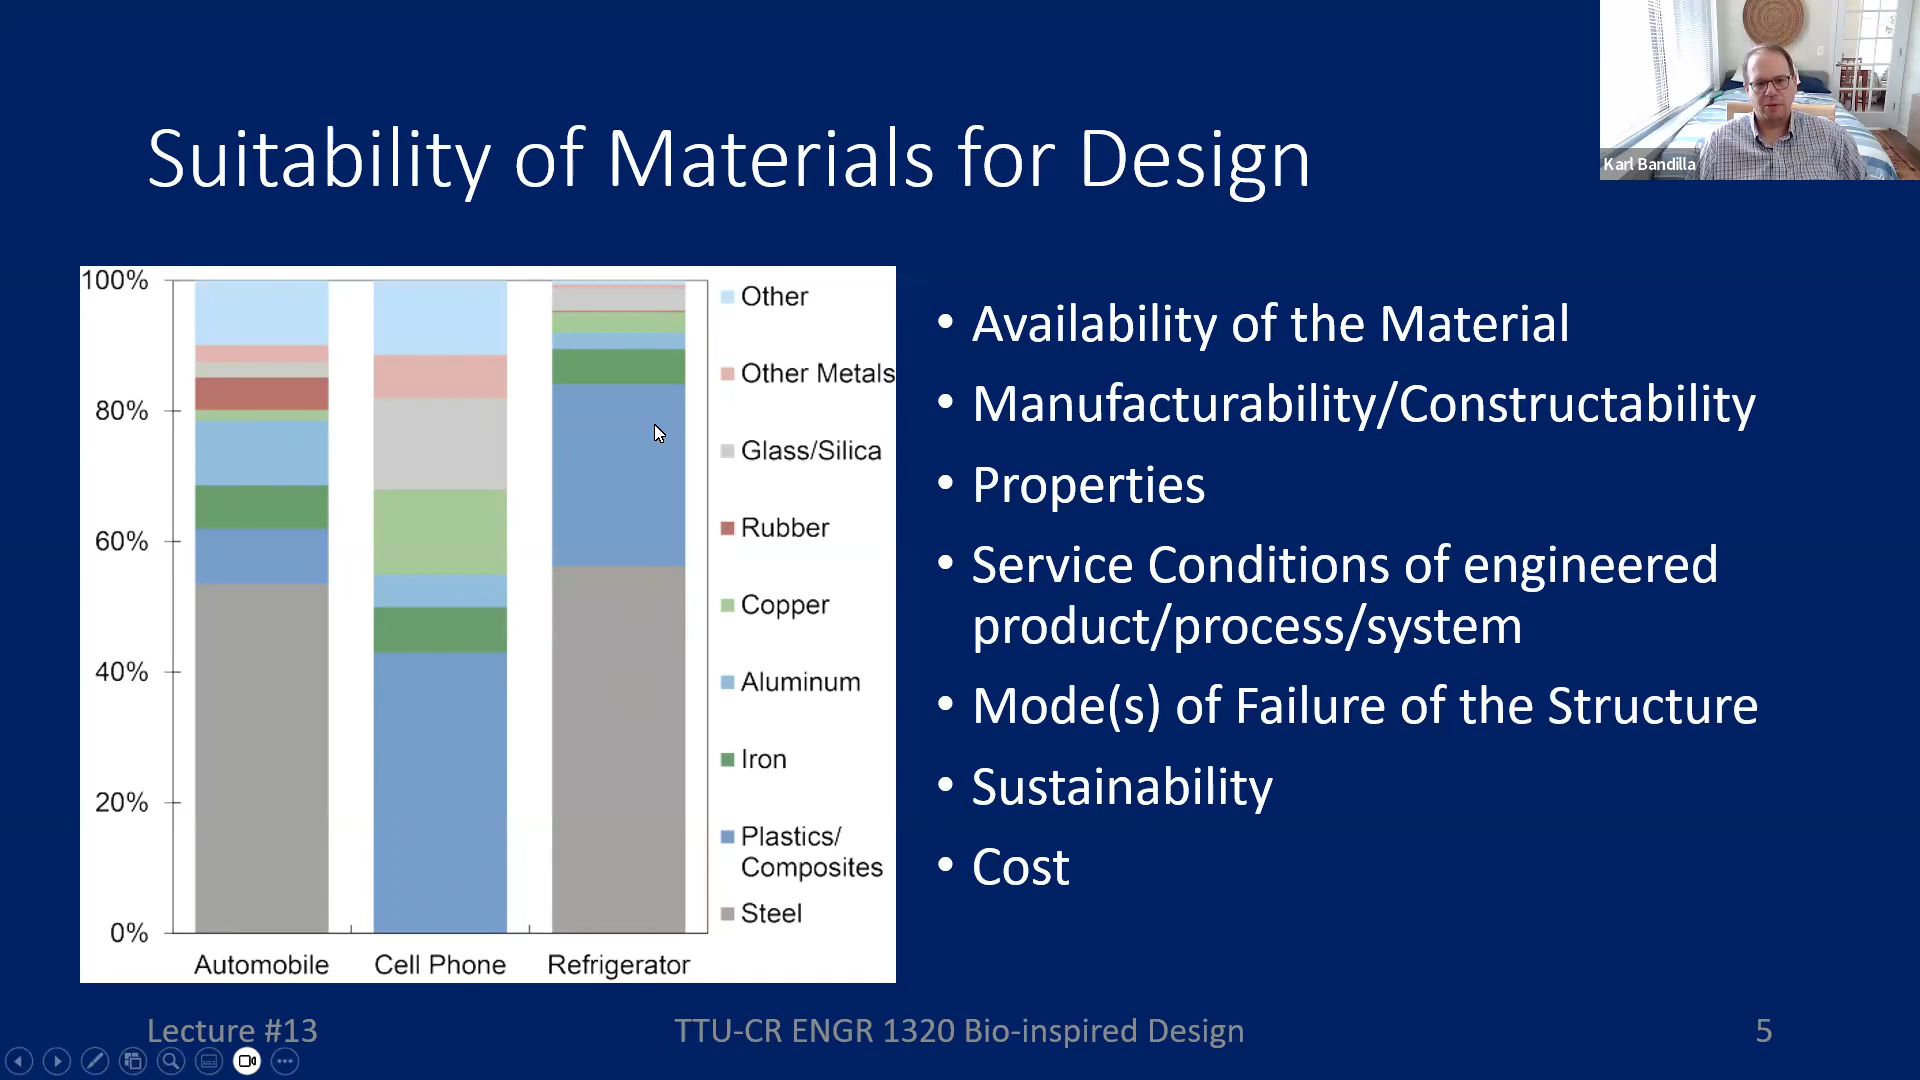 Suitability of Materials for Design
Karl Bandilla
100%
80%
60%
40%
20%
0%
Automobile
Cell Phone
Refrigerator
Other
Other Metals
Glass/Silica
Rubber
Copper
Aluminum
Iron
Plastics/
Composites
Steel
• Availability of the Material
• Manufacturability/Constructability
• Properties
• Service Conditions of engineered
product/process/system
• Mode(s) of Failure of the Structure
• Sustainability
• Cost
Lecture #13
TTU-CR ENGR 1320 Bio-inspired Design
5